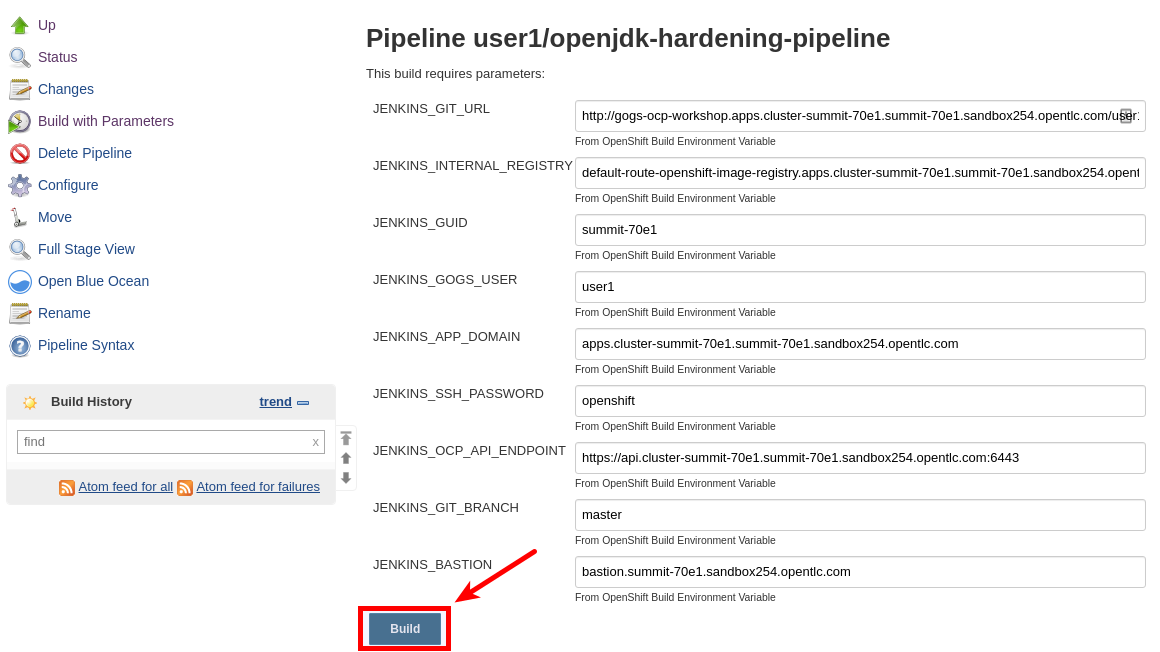 Up
Status
Changes
Build with Parameters
Delete Pipeline
Configure
Move
Full Stage View
Open Blue Ocean
Rename
Pipeline Syntax
Build History trend
find x
Atom feed for all Atom feed for failures
Pipeline user1/openjdk-hardening-pipeline
This build requires parameters:
JENKINS_GIT_URL http://gogs-ocp-workshop.apps.cluster-summit-70e1.summit-70e1.sandbox254.opentlc.com/user1
From OpenShift Build Environment Variable
JENKINS_INTERNAL_REGISTRY default-route-openshift-image-registry.apps.cluster-summit-70e1.summit-70e1.sandbox254.opent
From OpenShift Build Environment Variable
JENKINS_GUID summit-70e1
From OpenShift Build Environment Variable
JENKINS_GOGS_USER user1
From OpenShift Build Environment Variable
JENKINS_APP_DOMAIN apps.cluster-summit-70e1.summit-70e1.sandbox254.opentlc.com
From OpenShift Build Environment Variable
JENKINS_SSH_PASSWORD openshift
From OpenShift Build Environment Variable
JENKINS_OCP_API_ENDPOINT https://api.cluster-summit-70e1.summit-70e1.sandbox254.opentlc.com:6443
From OpenShift Build Environment Variable
JENKINS_GIT_BRANCH master
From OpenShift Build Environment Variable
JENKINS_BASTION bastion.summit-70e1.sandbox254.opentlc.com
From OpenShift Build Environment Variable
Build